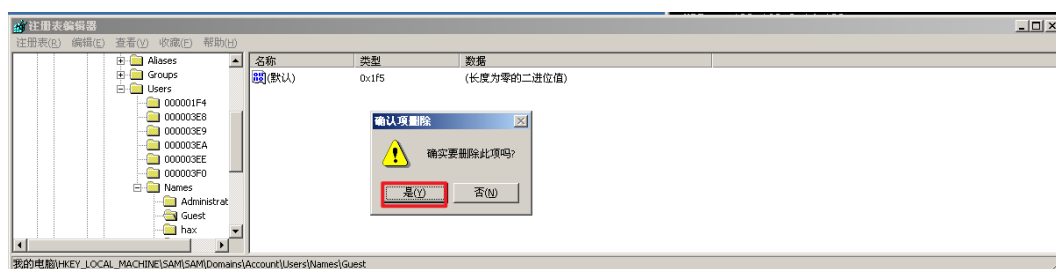 注册表编辑器
注册表(R) 编辑(E) 查看(V) 收藏(F) 帮助(H)
Aliases
Groups
Users
000001F4
000003E8
000003E9
000003EA
000003EE
000003F0
Names
Administrat
Guest
hax
名称 类型 数据
(默认) 0x1f5 (长度为零的二进位值)
确认项删除
确实要删除此项吗?
是(Y) 否(N)
我的电脑\HKEY_LOCAL_MACHINE\SAM\SAM\Domains\Account\Users\Names\Guest